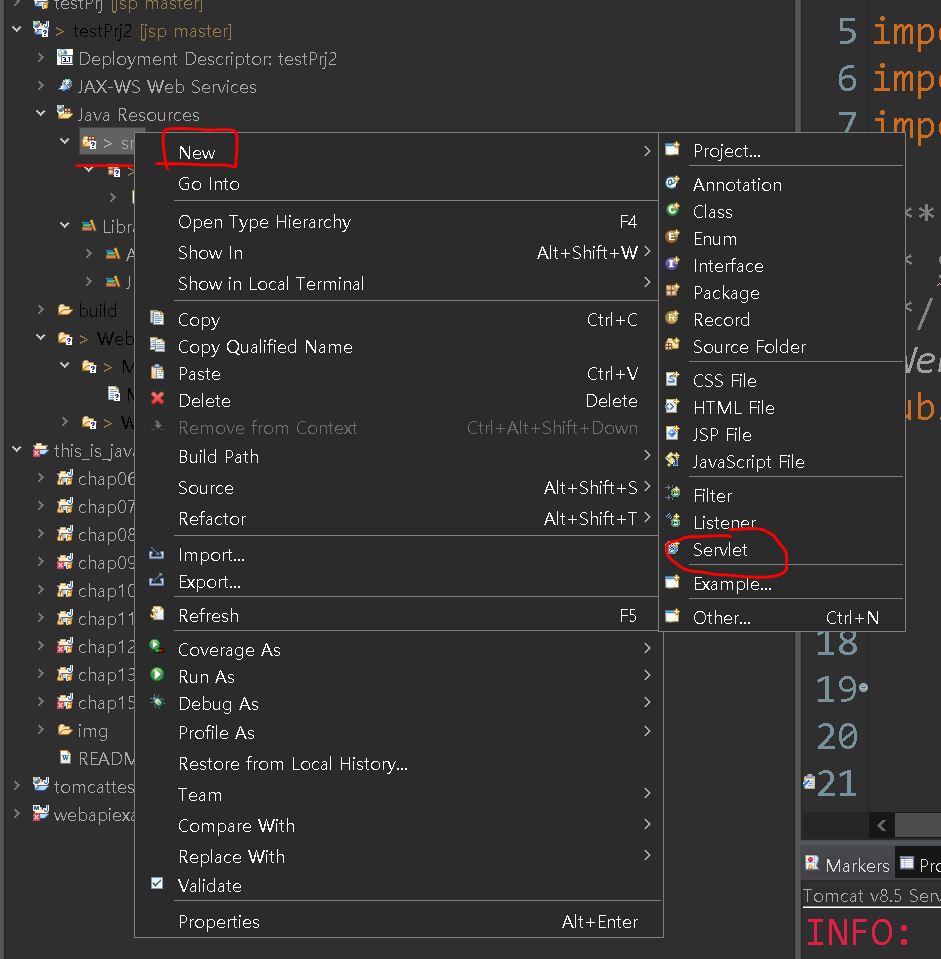 testPrj [jsp master]
> testPrj2 [jsp master]
Deployment Descriptor: testPrj2
JAX-WS Web Services
Java Resources
> sr
>
Libra
A
J
build
> Web
> M
M
> W
this_is_java
chap06
chap07
chap08
chap09
chap10
chap11
chap12
chap13
chap15
img
READM
tomcattes
webapiexa
New
Go Into
Open Type Hierarchy F4
Show In Alt+Shift+W
Show in Local Terminal
Copy Ctrl+C
Copy Qualified Name
Paste Ctrl+V
Delete Delete
Remove from Context Ctrl+Alt+Shift+Down
Build Path
Source Alt+Shift+S
Refactor Alt+Shift+T
Import...
Export...
Refresh F5
Coverage As
Run As
Debug As
Profile As
Restore from Local History...
Team
Compare With
Replace With
Validate
Properties Alt+Enter
Project...
Annotation
Class
Enum
Interface
Package
Record
Source Folder
CSS File
HTML File
JSP File
JavaScript File
Filter
Listener
Servlet
Example...
Other... Ctrl+N
5 impo
6 impo
7 impo
**
*
*/
We
ub
18
19
20
21
Markers Pro
Tomcat v8.5 Serv
INFO: